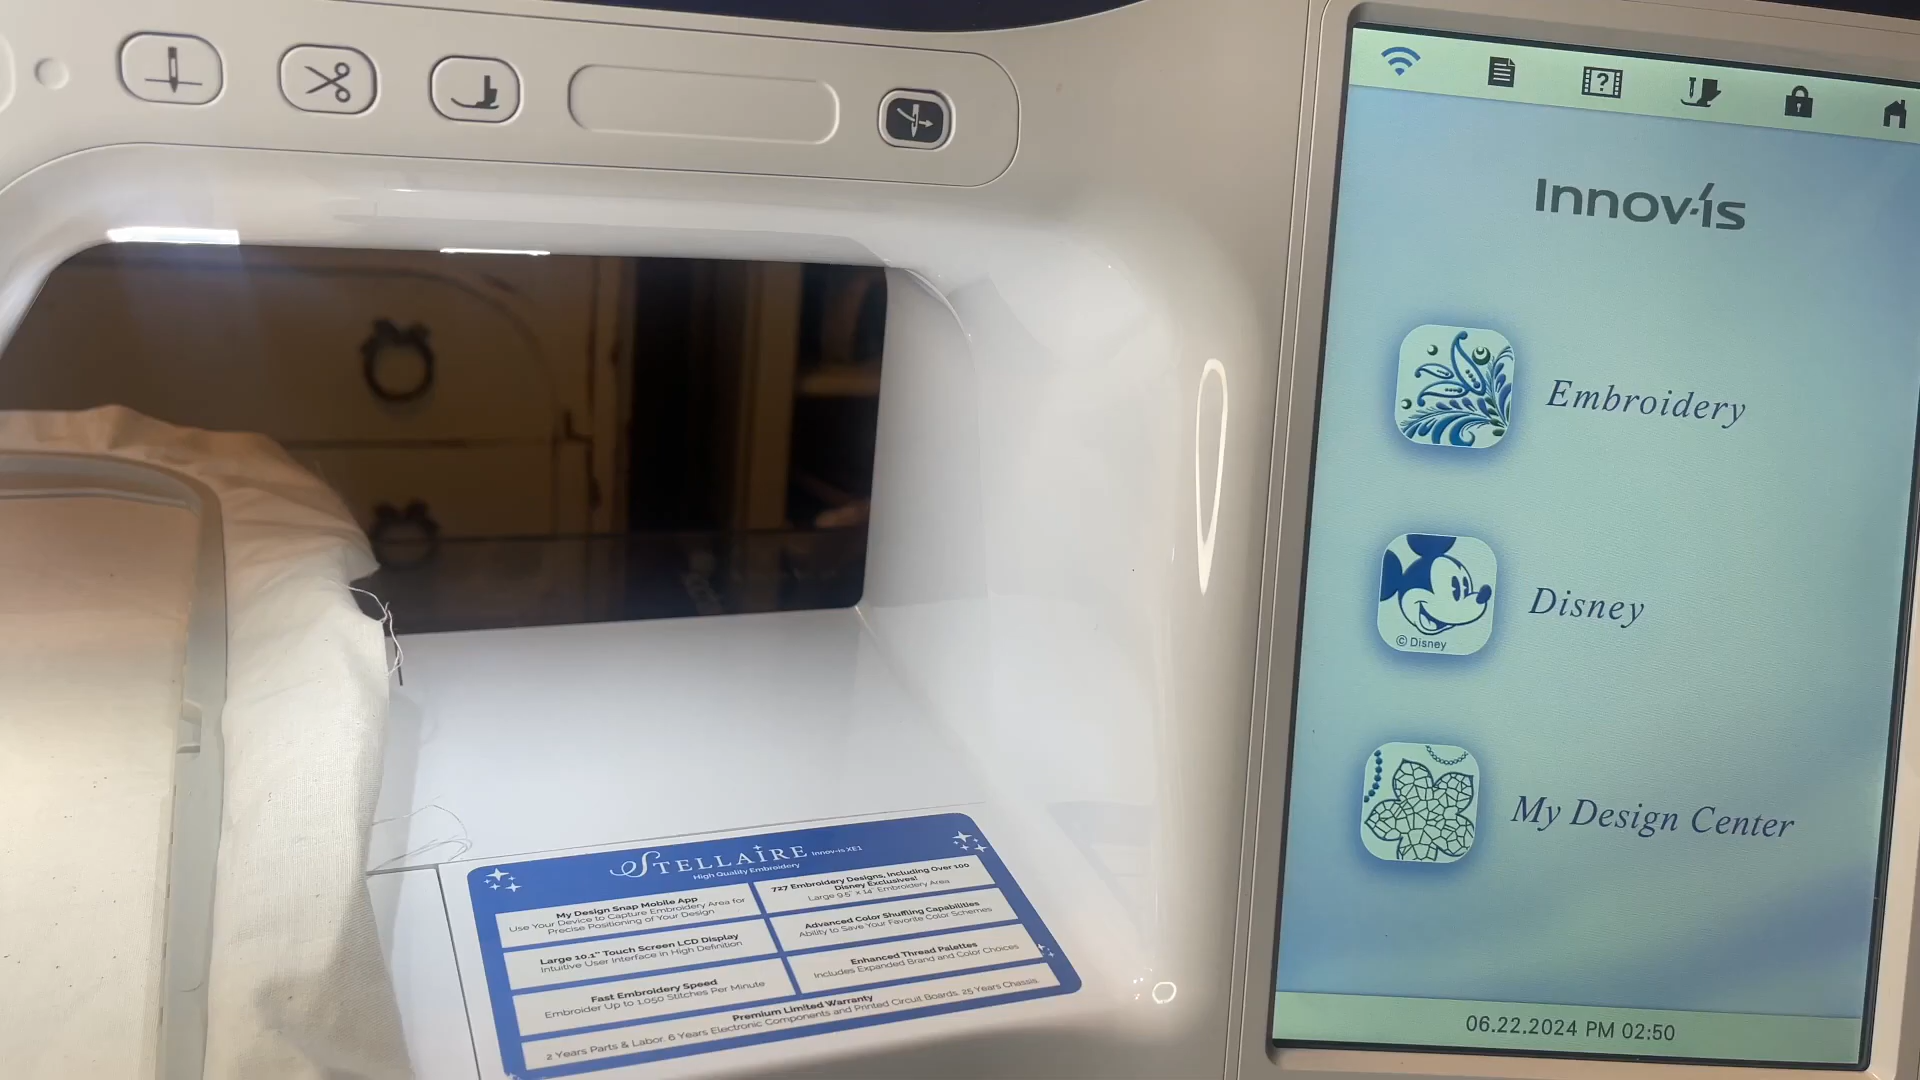 Innov-ís
Embroidery
© Disney
Disney
My Design Center
06.22.2024 PM 02:50
STELLAIRE Innov-ís XE1
High Quality Embroidery
My Design Snap Mobile App
Use Your Device to Capture Embroidery Area for
Precise Positioning of Your Design
727 Embroidery Designs, Including Over 100
Disney Exclusives!
Large 9.5" x 14" Embroidery Area
Large 10.1" Touch Screen LCD Display
Intuitive User Interface in High Definition
Advanced Color Shuffling Capabilities
Ability to Save Your Favorite Color Schemes
Fast Embroidery Speed
Embroider Up to 1,050 Stitches Per Minute
Enhanced Thread Palettes
Includes Expanded Brand and Color Choices
Premium Limited Warranty
2 Years Parts & Labor. 6 Years Electronic Components and Printed Circuit Boards. 25 Years Chassis.